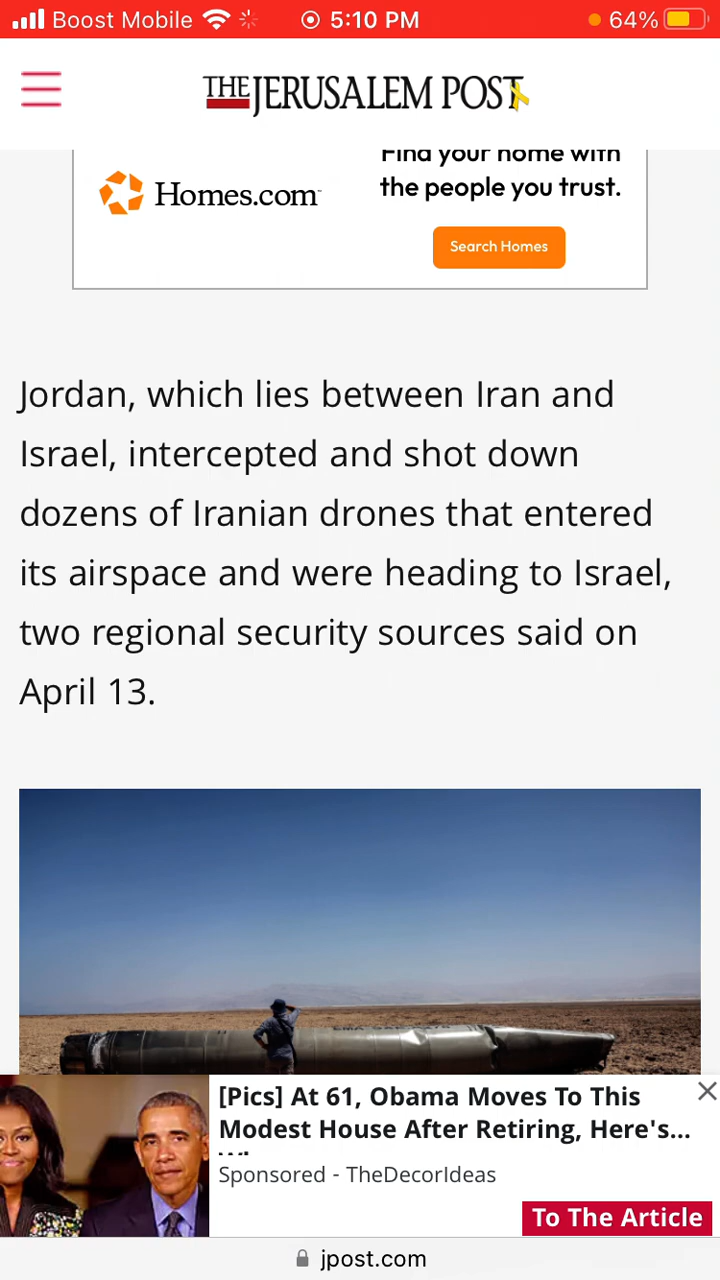 Boost Mobile 5:10 PM 64%
THE JERUSALEM POST
Homes.com
Find your home with
the people you trust.
Search Homes
Jordan, which lies between Iran and
Israel, intercepted and shot down
dozens of Iranian drones that entered
its airspace and were heading to Israel,
two regional security sources said on
April 13.
[Pics] At 61, Obama Moves To This
Modest House After Retiring, Here's...
Sponsored - TheDecorIdeas
To The Article
jpost.com